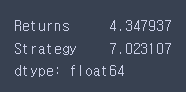 Returns 4.347937
Strategy 7.023107
dtype: float64